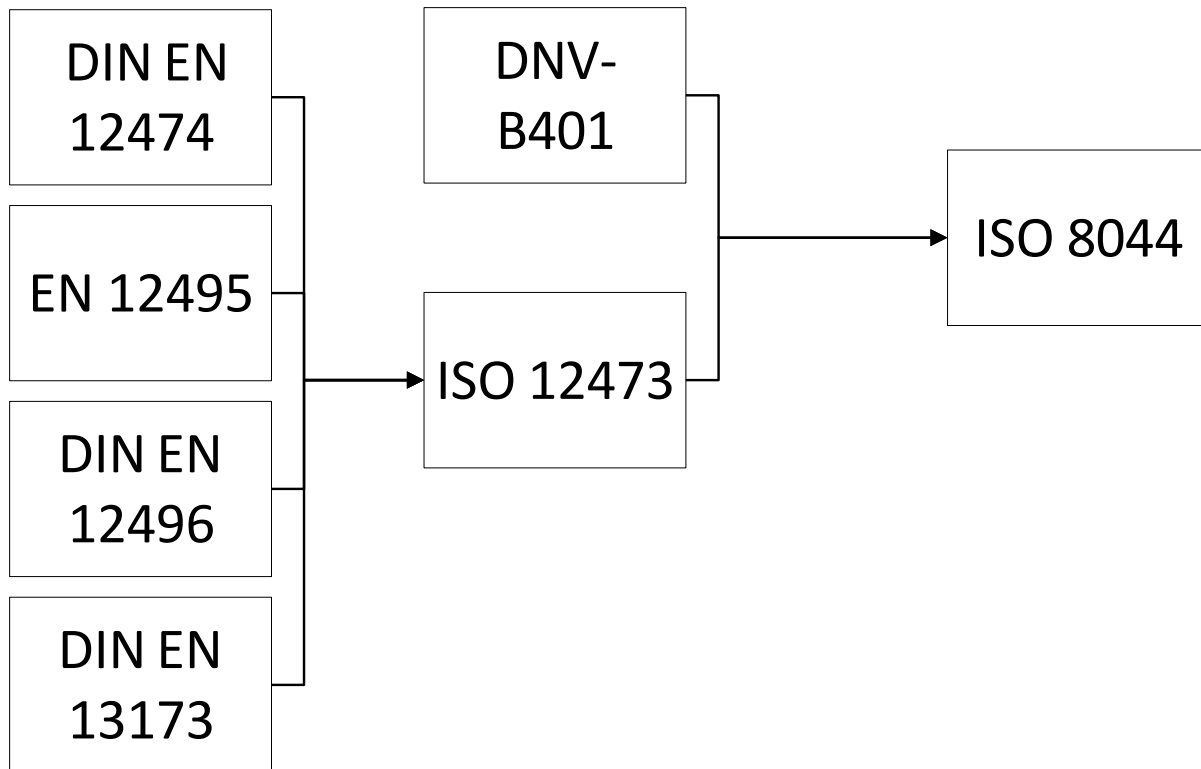 DIN EN
12474
EN 12495
DIN EN
12496
DIN EN
13173
DNV-
B401
ISO 12473
ISO 8044